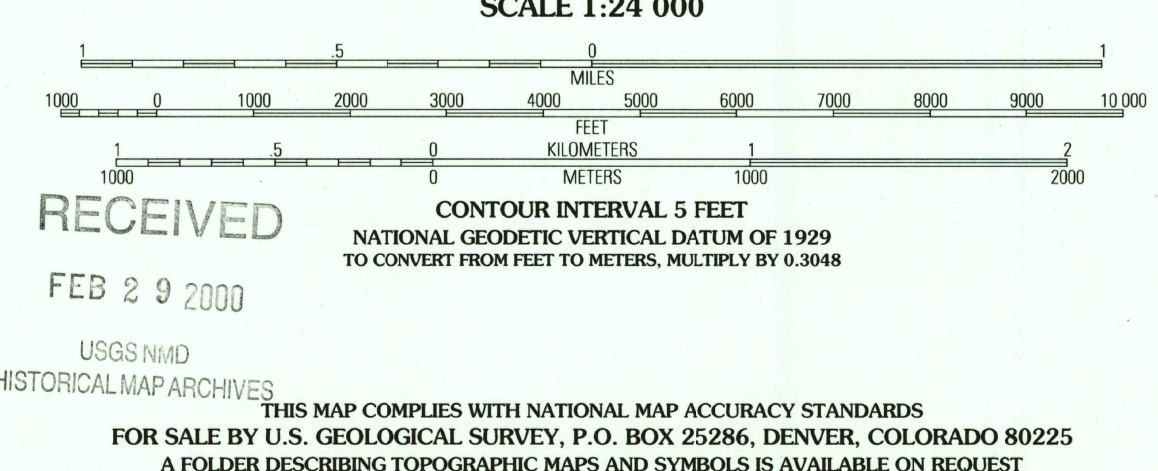 SCALE 1:24 000
1 .5 0 1
MILES
1000 0 1000 2000 3000 4000 5000 6000 7000 8000 9000 10 000
FEET
1 .5 0 KILOMETERS 1 2
1000 0 METERS 1000 2000
CONTOUR INTERVAL 5 FEET
NATIONAL GEODETIC VERTICAL DATUM OF 1929
TO CONVERT FROM FEET TO METERS, MULTIPLY BY 0.3048
RECEIVED
FEB 2 9 2000
USGS NMD
HISTORICAL MAP ARCHIVES
THIS MAP COMPLIES WITH NATIONAL MAP ACCURACY STANDARDS
FOR SALE BY U.S. GEOLOGICAL SURVEY, P.O. BOX 25286, DENVER, COLORADO 80225
A FOLDER DESCRIBING TOPOGRAPHIC MAPS AND SYMBOLS IS AVAILABLE ON REQUEST